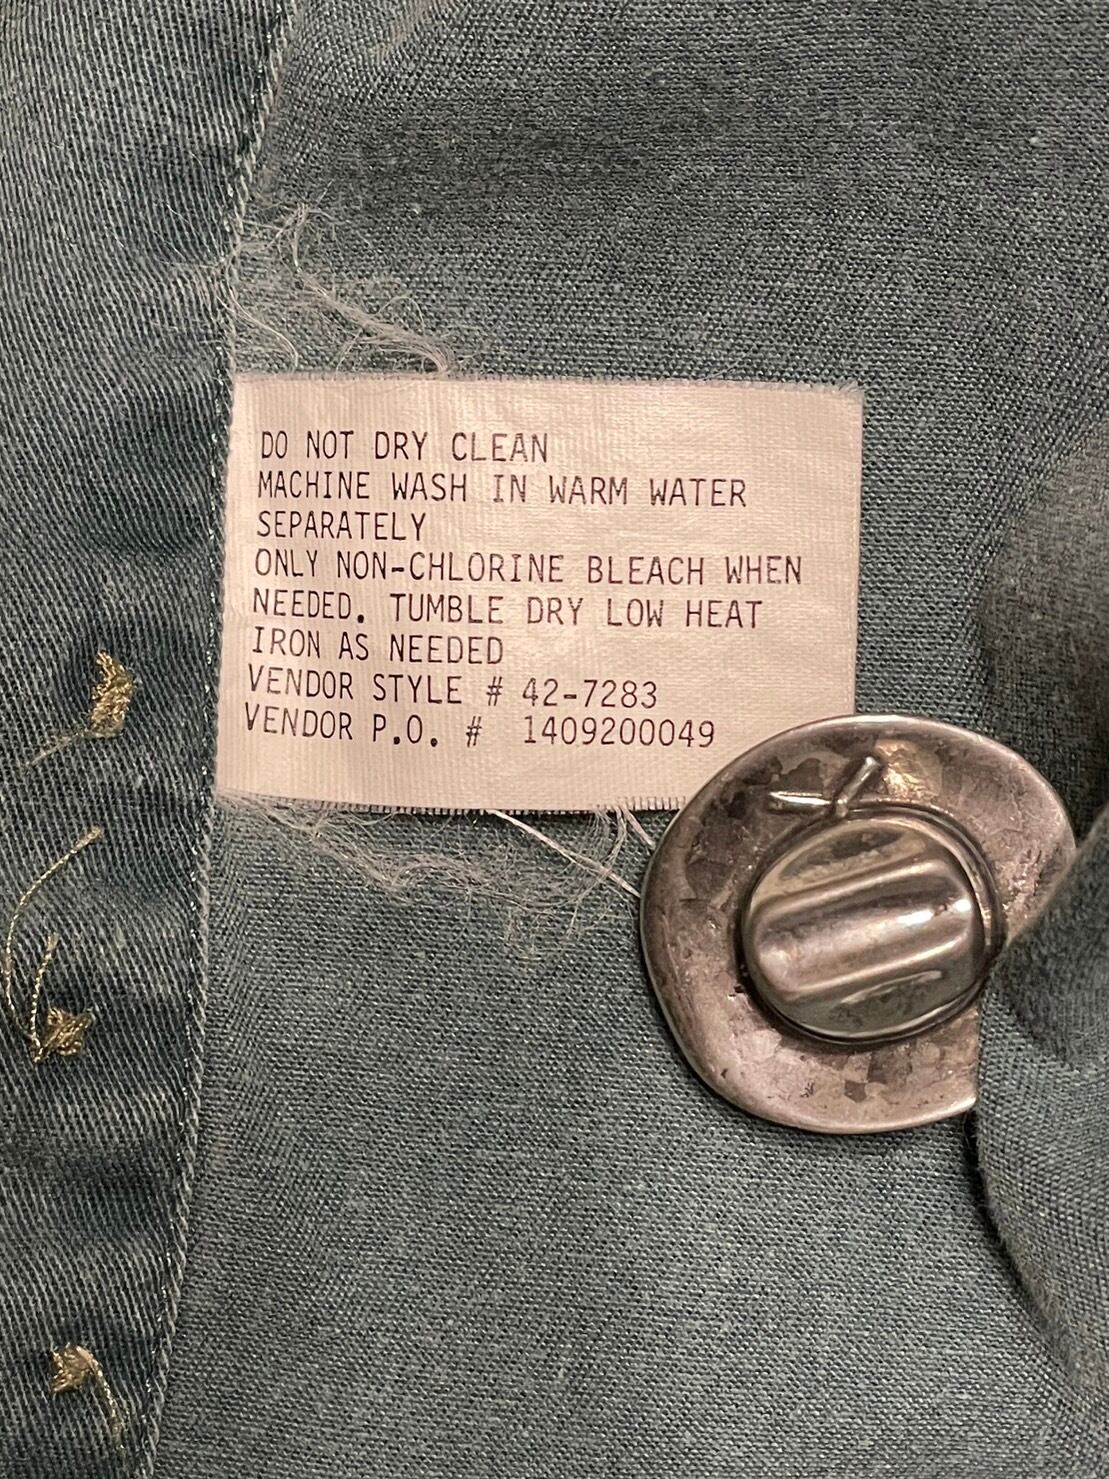 DO NOT DRY CLEAN
MACHINE WASH IN WARM WATER
SEPARATELY
ONLY NON-CHLORINE BLEACH WHEN
NEEDED. TUMBLE DRY LOW HEAT
IRON AS NEEDED
VENDOR STYLE # 42-7283
VENDOR P.O. # 1409200049